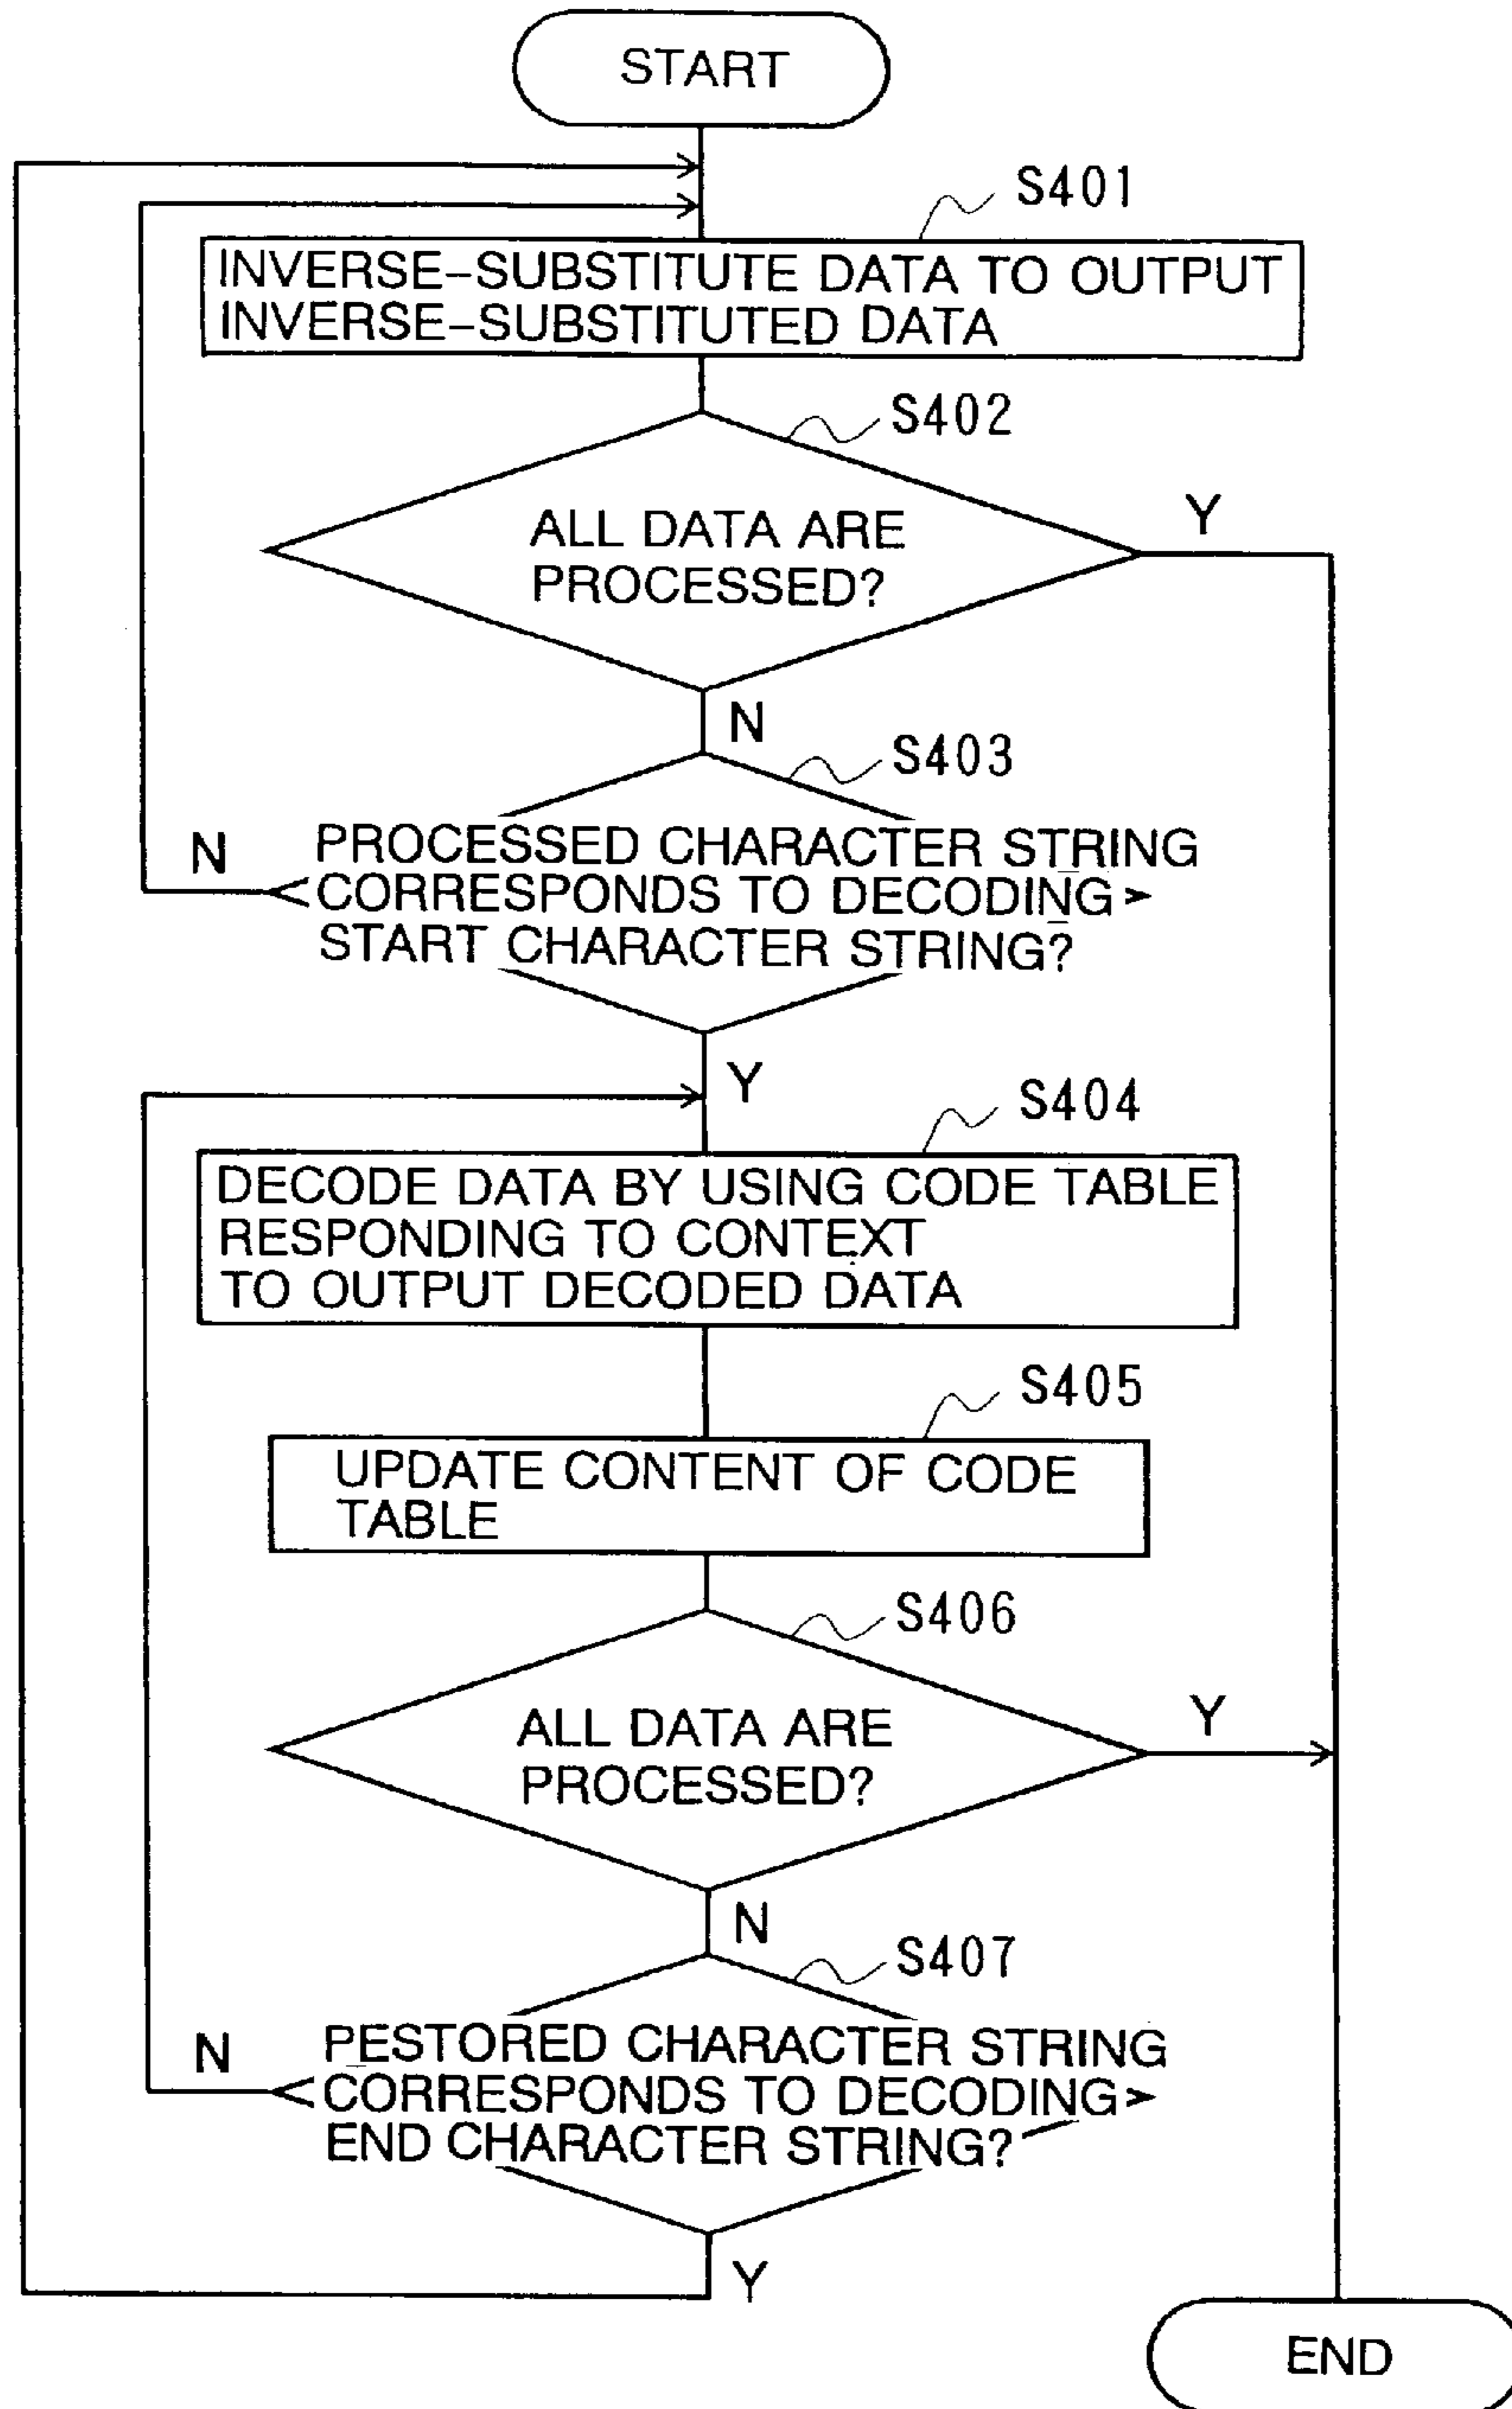 START
S401
INVERSE-SUBSTITUTE DATA TO OUTPUT
INVERSE-SUBSTITUTED DATA
S402
ALL DATA ARE
PROCESSED?
Y
N
S403
PROCESSED CHARACTER STRING
CORRESPONDS TO DECODING
START CHARACTER STRING?
N
Y
S404
DECODE DATA BY USING CODE TABLE
RESPONDING TO CONTEXT
TO OUTPUT DECODED DATA
S405
UPDATE CONTENT OF CODE
TABLE
S406
ALL DATA ARE
PROCESSED?
Y
N
S407
PESTORED CHARACTER STRING
CORRESPONDS TO DECODING
END CHARACTER STRING?
N
Y
END